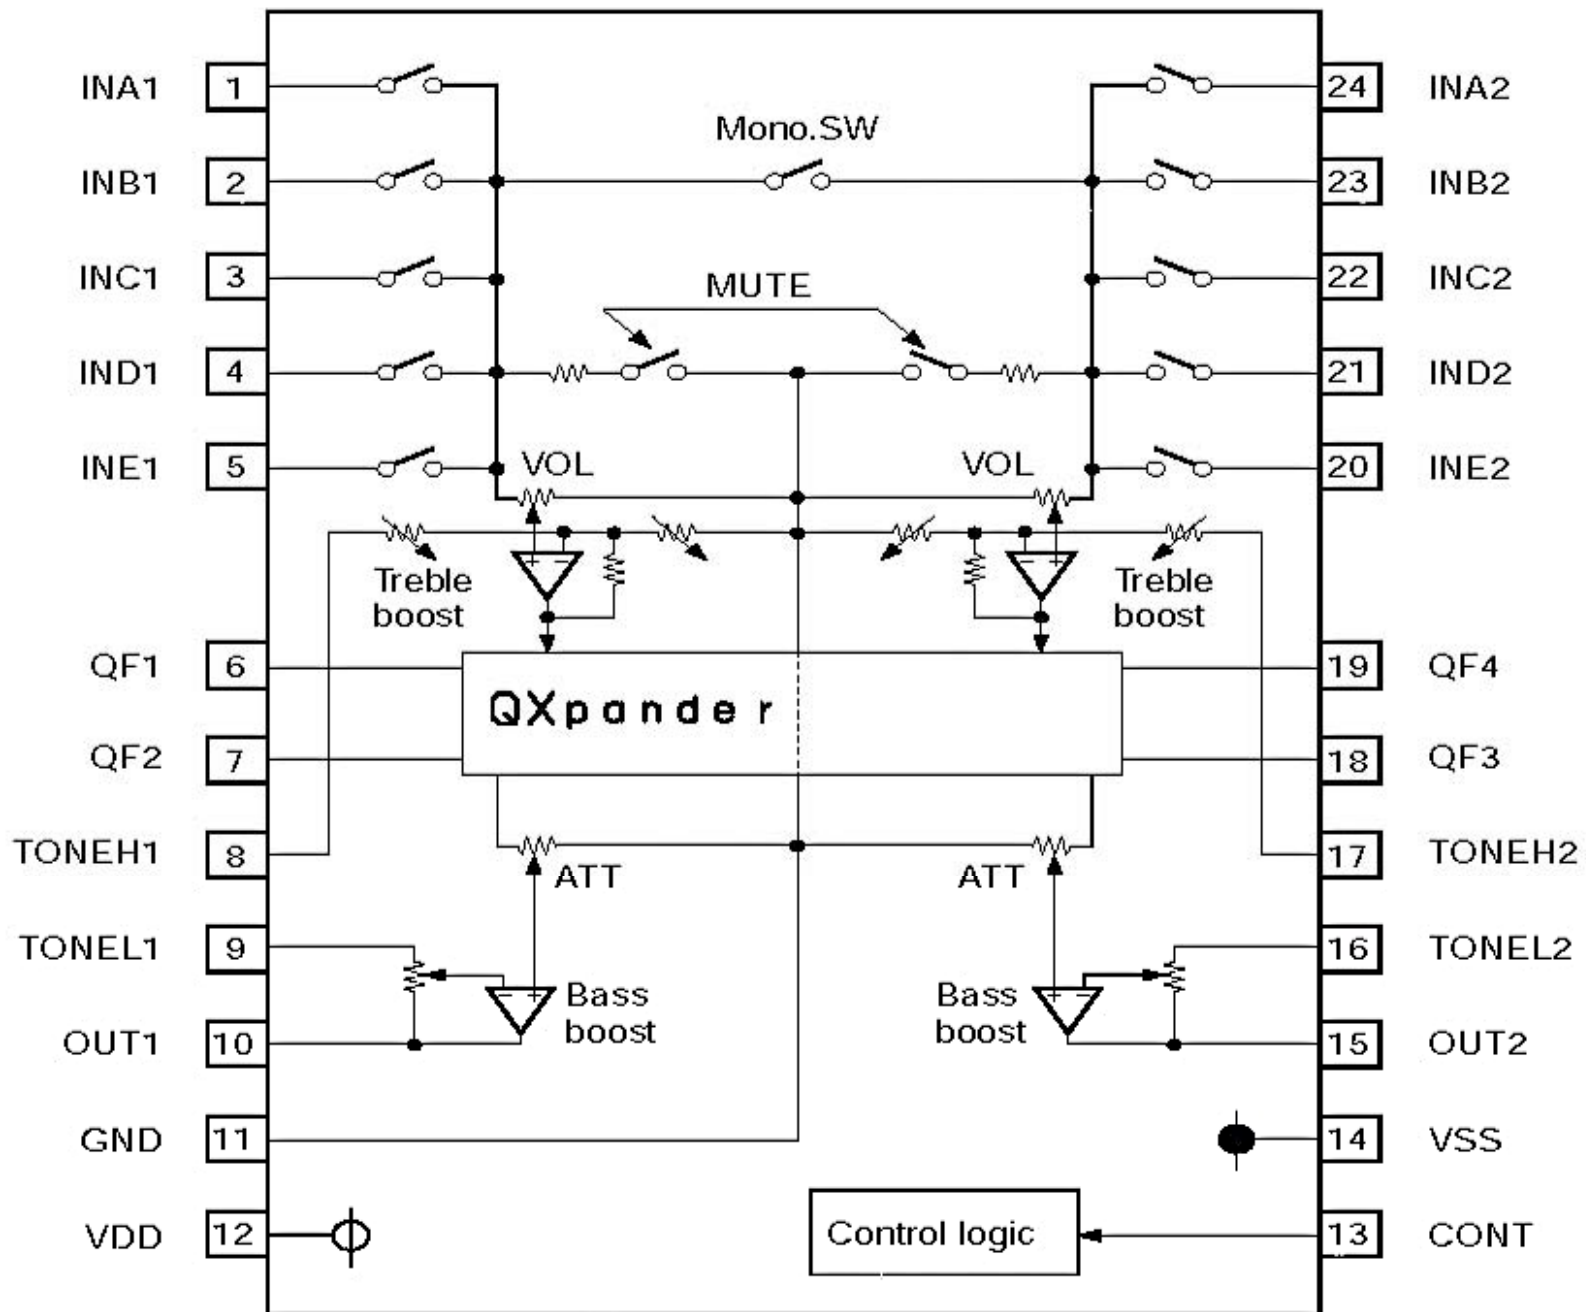 INA1 1
24 INA2
Mono.SW
INB1 2
23 INB2
INC1 3
22 INC2
MUTE
IND1 4
21 IND2
INE1 5
VOL
VOL
20 INE2
+ −
− +
Treble
boost
Treble
boost
QF1 6
19 QF4
QXpander
QF2 7
18 QF3
TONEH1 8
17 TONEH2
ATT
ATT
TONEL1 9
16 TONEL2
− +
+ −
Bass
boost
Bass
boost
OUT1 10
15 OUT2
GND 11
14 VSS
VDD 12
Control logic
13 CONT